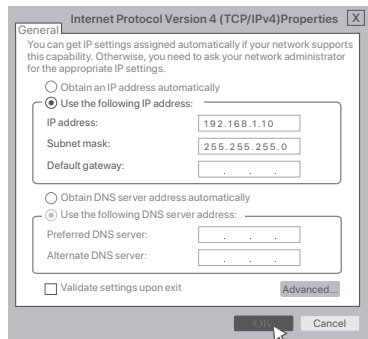 Internet Protocol Version 4 (TCP/IPv4)Properties X
General
You can get IP settings assigned automatically if your network supports
this capability. Otherwise, you need to ask your network administrator
for the appropriate IP settings.
Obtain an IP address automatically
Use the following IP address:
IP address: 192.168.1.10
Subnet mask: 255.255.255.0
Default gateway: . . .
Obtain DNS server address automatically
Use the following DNS server address:
Preferred DNS server: . . .
Alternate DNS server: . . .
Validate settings upon exit Advanced...
OK Cancel